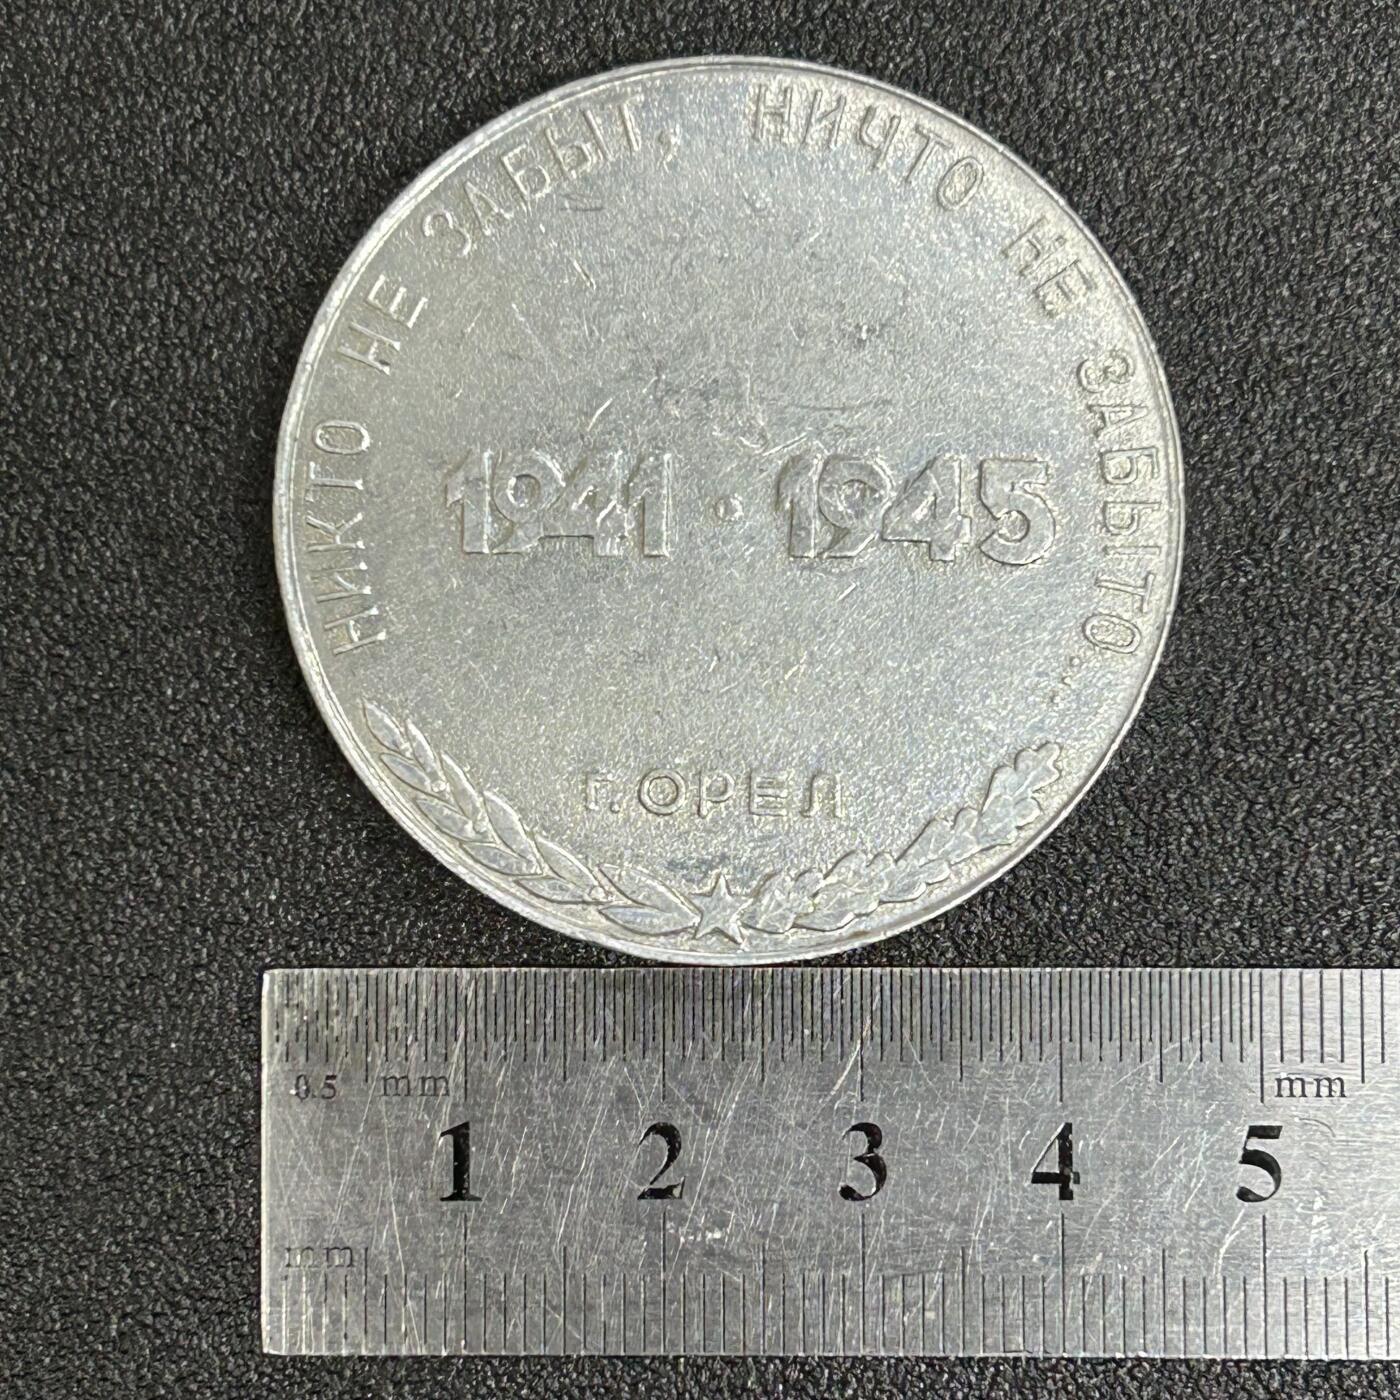 НИКТО НЕ ЗАБЫТ, НИЧТО НЕ ЗАБЫТО...
1941 · 1945
г. ОРЕЛ
0.5 mm mm
1 2 3 4 5
mm